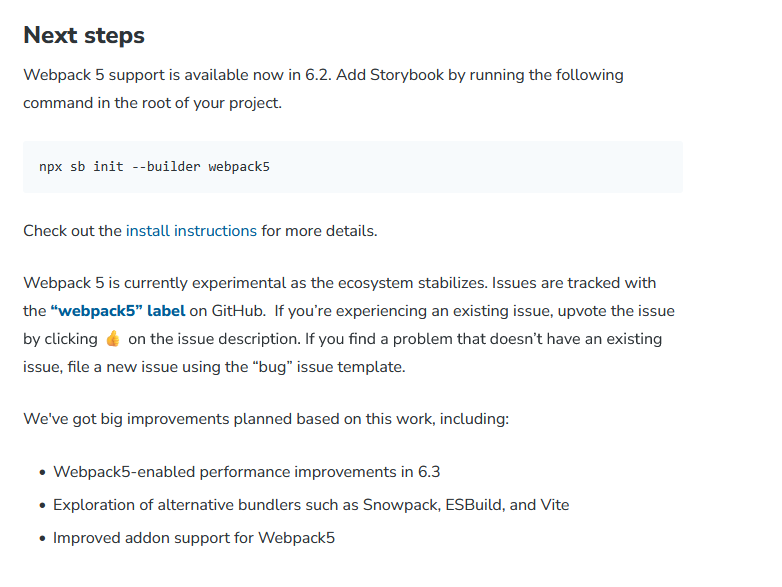 Next steps
Webpack 5 support is available now in 6.2. Add Storybook by running the following
command in the root of your project.
npx sb init --builder webpack5
Check out the install instructions for more details.
Webpack 5 is currently experimental as the ecosystem stabilizes. Issues are tracked with
the “webpack5” label on GitHub.  If you’re experiencing an existing issue, upvote the issue
by clicking 👍 on the issue description. If you find a problem that doesn’t have an existing
issue, file a new issue using the “bug” issue template.
We've got big improvements planned based on this work, including:
• Webpack5-enabled performance improvements in 6.3
• Exploration of alternative bundlers such as Snowpack, ESBuild, and Vite
• Improved addon support for Webpack5